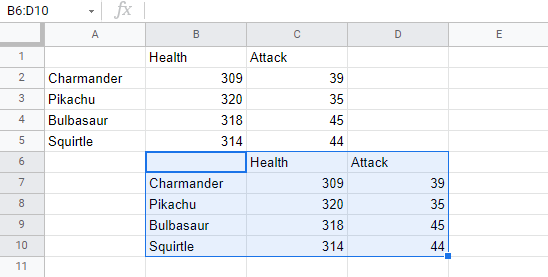 B6:D10 fx
A B C D E
1 Health Attack
2 Charmander 309 39
3 Pikachu 320 35
4 Bulbasaur 318 45
5 Squirtle 314 44
6 Health Attack
7 Charmander 309 39
8 Pikachu 320 35
9 Bulbasaur 318 45
10 Squirtle 314 44
11